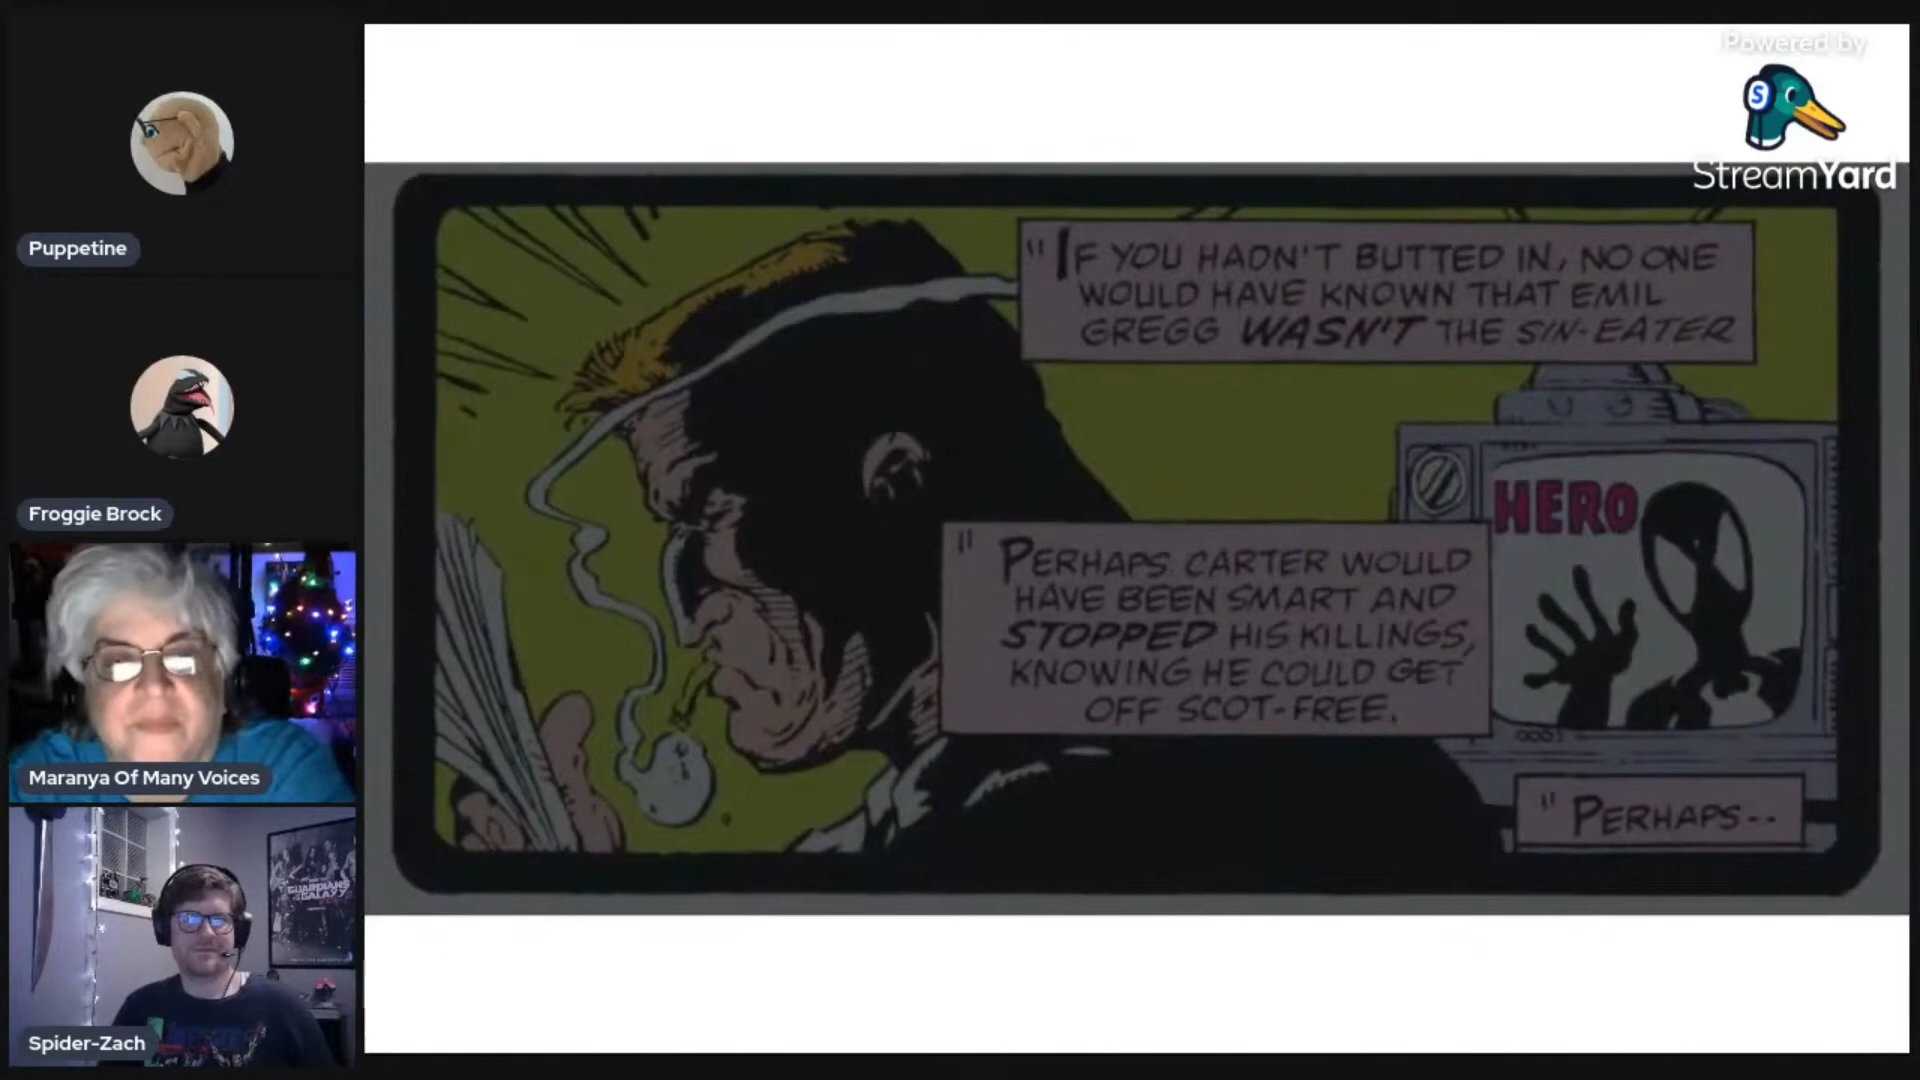 Powered by
StreamYard
Puppetine
Froggie Brock
Maranya Of Many Voices
GUARDIANS
GALAXY
Spider-Zach
"IF YOU HADN'T BUTTED IN, NO ONE
WOULD HAVE KNOWN THAT EMIL
GREGG WASN'T THE SIN-EATER
HERO
"PERHAPS CARTER WOULD
HAVE BEEN SMART AND
STOPPED HIS KILLINGS,
KNOWING HE COULD GET
OFF SCOT-FREE.
"PERHAPS--